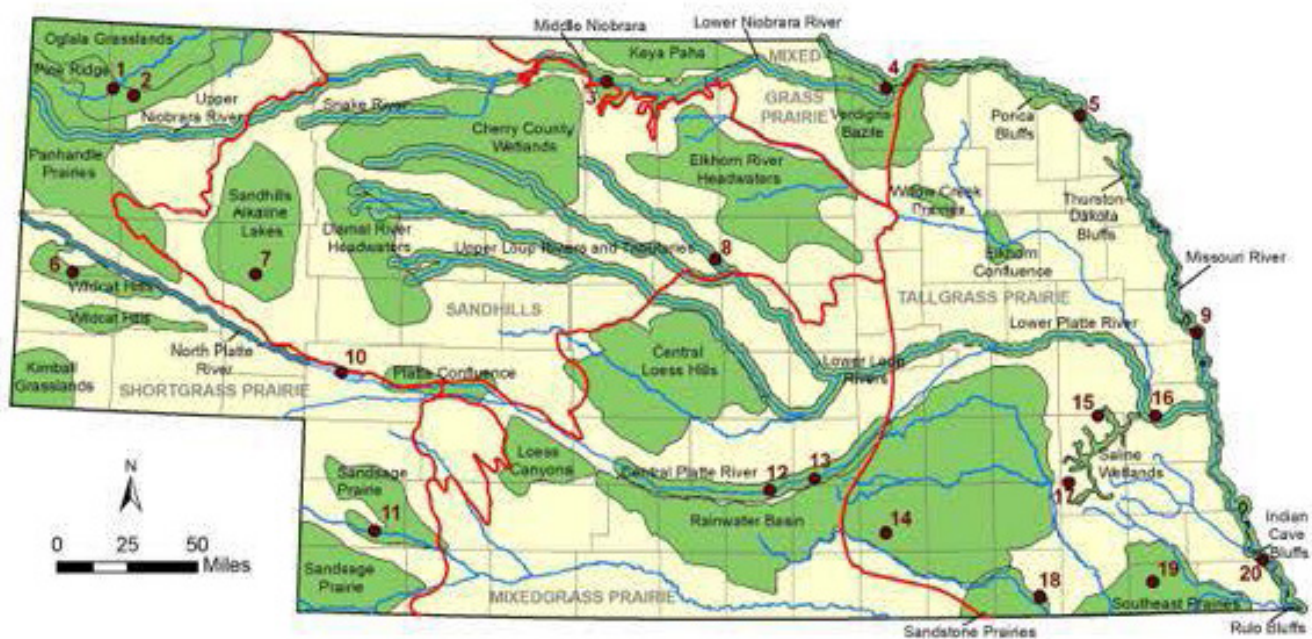 Middle Niobrara
Lower Niobrara River
Oglala Grasslands
Keya Paha
MIXED
Pine Ridge
1
2
3
4
Upper
Niobrara River
Snake River
GRASS
PRAIRIE
Verdigris-
Bazile
Ponca
Bluffs
5
Cherry County
Wetlands
Panhandle
Prairies
Elkhorn River
Headwaters
Sandhills
Alkaline
Lakes
Willow Creek
Prairies
Thurston-
Dakota
Bluffs
Dismal River
Headwaters
Upper Loup Rivers and Tributaries
8
Elkhorn
Confluence
Missouri River
6
7
Wildcat Hills
SANDHILLS
TALLGRASS PRAIRIE
Wildcat Hills
Lower Platte River
9
North Platte
River
10
Central
Loess Hills
Lower Loup
Rivers
Kimball
Grasslands
SHORTGRASS PRAIRIE
Platte Confluence
15
16
Loess
Canyons
Saline
Wetlands
N
Sandsage
Prairie
Central Platte River
12
13
17
11
Rainwater Basin
14
Indian
Cave
Bluffs
0 25 50
Miles
Sandsage
Prairie
18
19
20
MIXEDGRASS PRAIRIE
Southeast Prairies
Sandstone Prairies
Rulo Bluffs